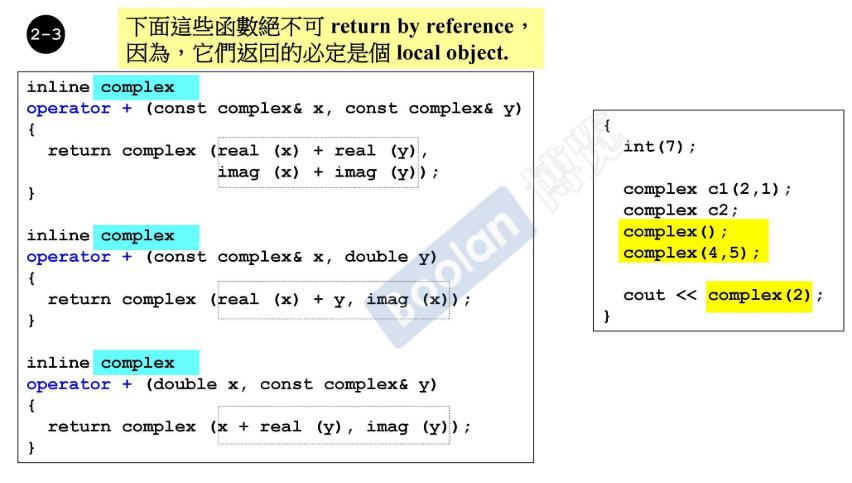 2-3
下面這些函數絕不可 return by reference，
因為，它們返回的必定是個 local object.
inline complex
operator + (const complex& x, const complex& y)
{
return complex (real (x) + real (y),
imag (x) + imag (y));
}
inline complex
operator + (const complex& x, double y)
{
return complex (real (x) + y, imag (x));
}
inline complex
operator + (double x, const complex& y)
{
return complex (x + real (y), imag (y));
}
{
int(7);
complex c1(2,1);
complex c2;
complex();
complex(4,5);
cout << complex(2);
}
Boolan 博览